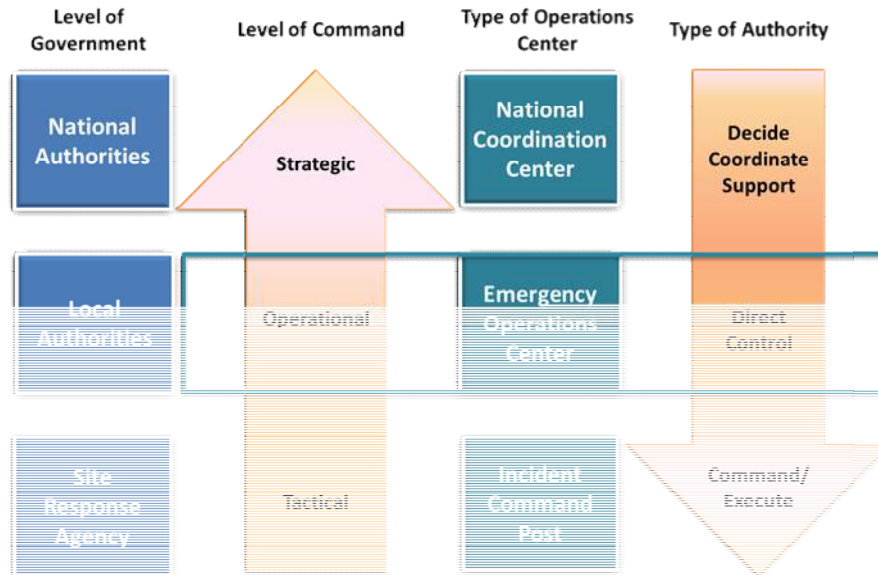 Level of
Government
Level of Command
Type of Operations
Center
Type of Authority
National
Authorities
Strategic
National
Coordination
Center
Decide
Coordinate
Support
Local
Authorities
Operational
Emergency
Operations
Center
Direct
Control
Site
Response
Agency
Tactical
Incident
Command
Post
Command/
Execute